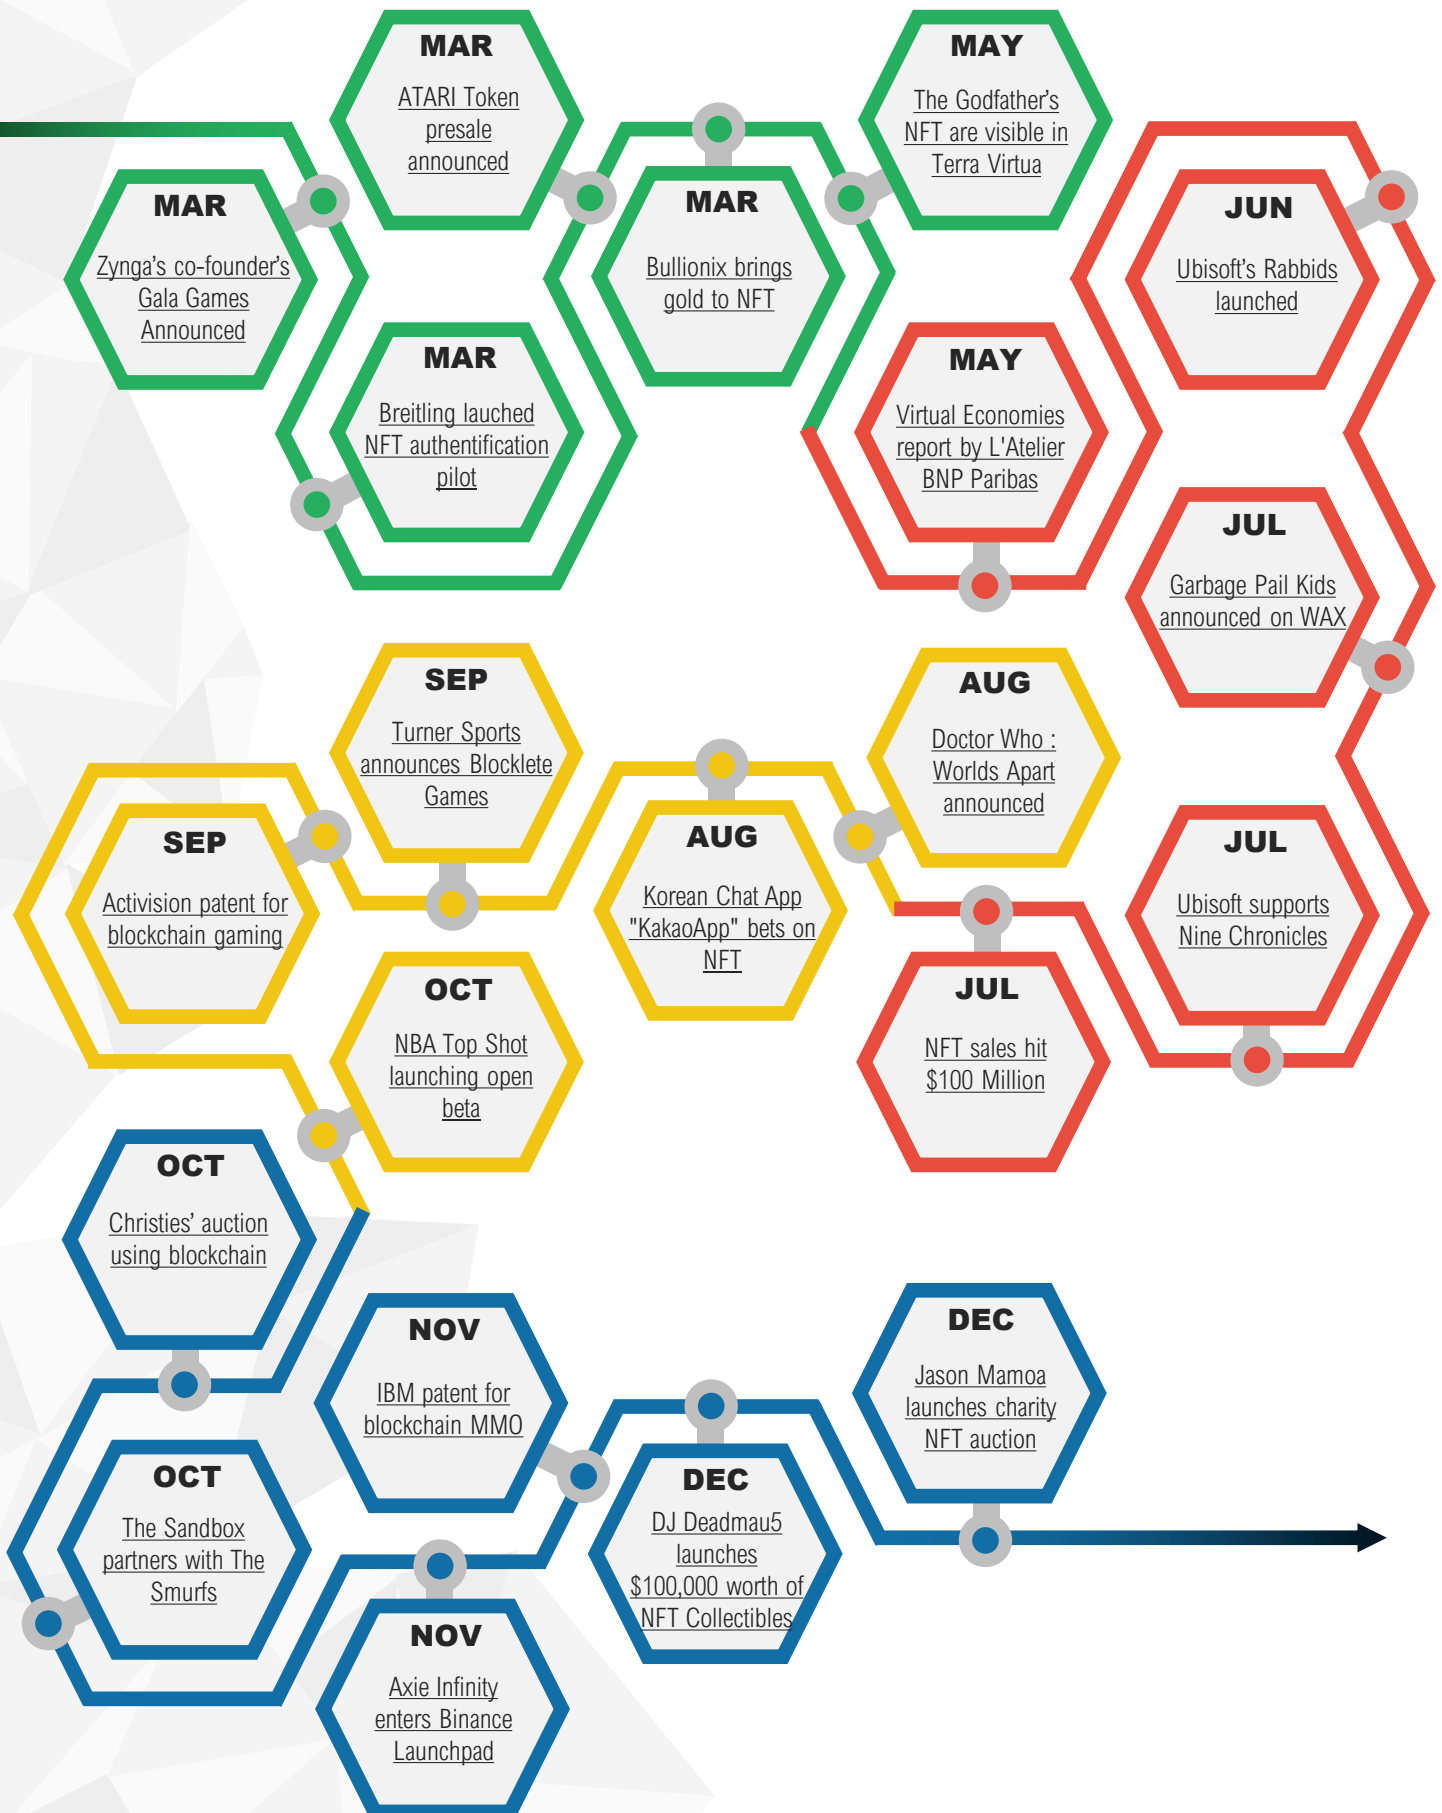 MAR
Zynga's co-founder's
Gala Games
Announced
MAR
Breitling lauched
NFT authentification
pilot
MAR
ATARI Token
presale
announced
MAR
Bullionix brings
gold to NFT
MAY
The Godfather's
NFT are visible in
Terra Virtua
MAY
Virtual Economies
report by L'Atelier
BNP Paribas
JUN
Ubisoft's Rabbids
launched
JUL
Garbage Pail Kids
announced on WAX
JUL
Ubisoft supports
Nine Chronicles
JUL
NFT sales hit
$100 Million
AUG
Doctor Who :
Worlds Apart
announced
AUG
Korean Chat App
"KakaoApp" bets on
NFT
SEP
Turner Sports
announces Blocklete
Games
SEP
Activision patent for
blockchain gaming
OCT
NBA Top Shot
launching open
beta
OCT
Christies' auction
using blockchain
OCT
The Sandbox
partners with The
Smurfs
NOV
Axie Infinity
enters Binance
Launchpad
NOV
IBM patent for
blockchain MMO
DEC
DJ Deadmau5
launches
$100,000 worth of
NFT Collectibles
DEC
Jason Mamoa
launches charity
NFT auction